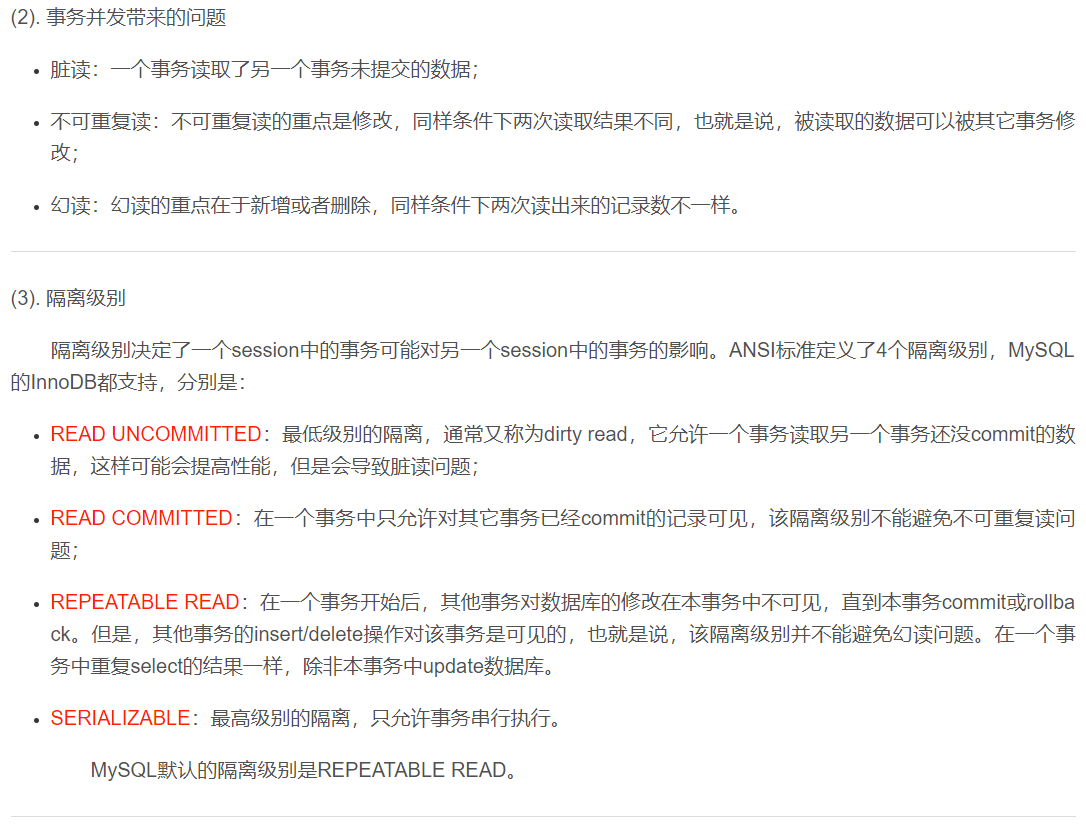 (2). 事务并发带来的问题
• 脏读：一个事务读取了另一个事务未提交的数据；
• 不可重复读：不可重复读的重点是修改，同样条件下两次读取结果不同，也就是说，被读取的数据可以被其它事务修
改；
• 幻读：幻读的重点在于新增或者删除，同样条件下两次读出来的记录数不一样。
(3). 隔离级别
隔离级别决定了一个session中的事务可能对另一个session中的事务的影响。ANSI标准定义了4个隔离级别，MySQL
的InnoDB都支持，分别是：
• READ UNCOMMITTED：最低级别的隔离，通常又称为dirty read，它允许一个事务读取另一个事务还没commit的数
据，这样可能会提高性能，但是会导致脏读问题；
• READ COMMITTED：在一个事务中只允许对其它事务已经commit的记录可见，该隔离级别不能避免不可重复读问
题；
• REPEATABLE READ：在一个事务开始后，其他事务对数据库的修改在本事务中不可见，直到本事务commit或rollba
ck。但是，其他事务的insert/delete操作对该事务是可见的，也就是说，该隔离级别并不能避免幻读问题。在一个事
务中重复select的结果一样，除非本事务中update数据库。
• SERIALIZABLE：最高级别的隔离，只允许事务串行执行。
MySQL默认的隔离级别是REPEATABLE READ。